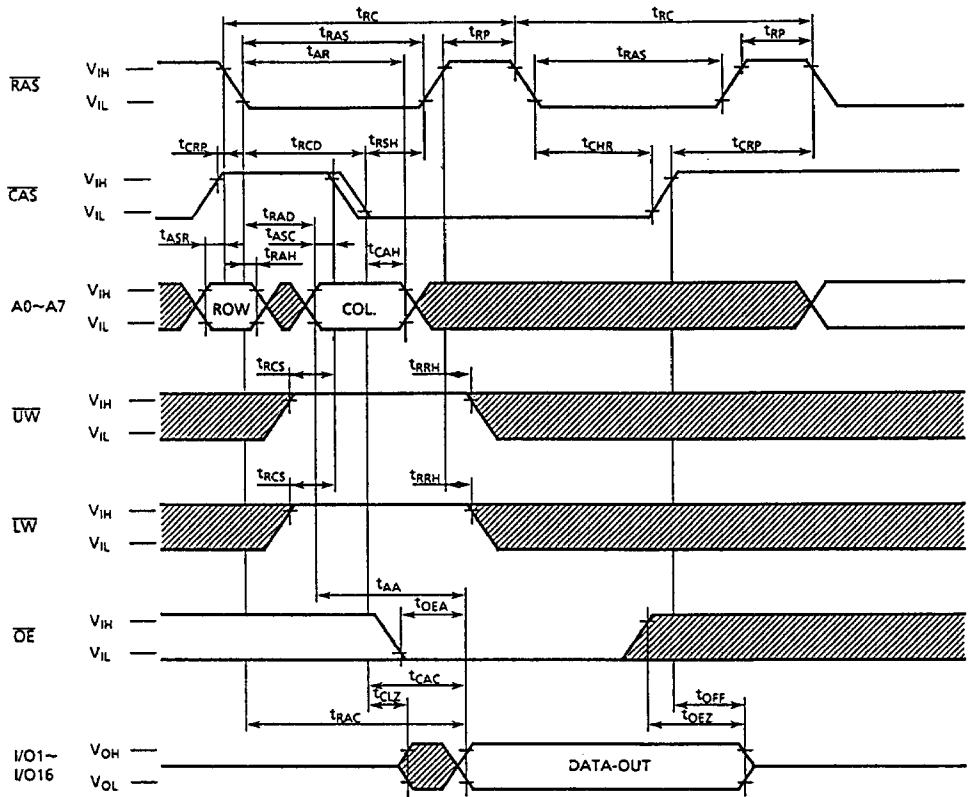 tRC tRC
tRAS tRP tRAS tRP
tAR
RAS VIH
VIL
tCRP tRCD tRSH tCHR tCRP
CAS VIH
VIL
tRAD
tASR tASC
tRAH tCAH
A0~A7 VIH
VIL
ROW COL.
tRCS tRRH
UW VIH
VIL
tRCS tRRH
LW VIH
VIL
tAA
tOEA
OE VIH
VIL
tCAC
tCLZ tOFF
tRAC tOEZ
I/O1~
I/O16
VOH
VOL
DATA-OUT